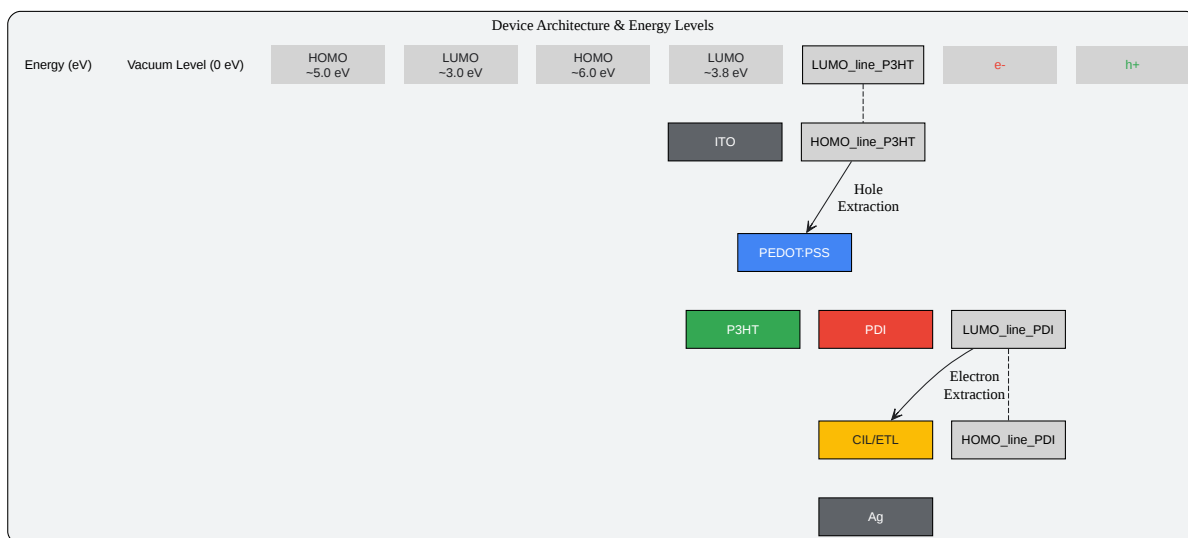 Device Architecture & Energy Levels
Energy (eV)
Vacuum Level (0 eV)
HOMO
~5.0 eV
LUMO
~3.0 eV
HOMO
~6.0 eV
LUMO
~3.8 eV
LUMO_line_P3HT
e-
h+
ITO
HOMO_line_P3HT
Hole
Extraction
PEDOT:PSS
P3HT
PDI
LUMO_line_PDI
Electron
Extraction
CIL/ETL
HOMO_line_PDI
Ag